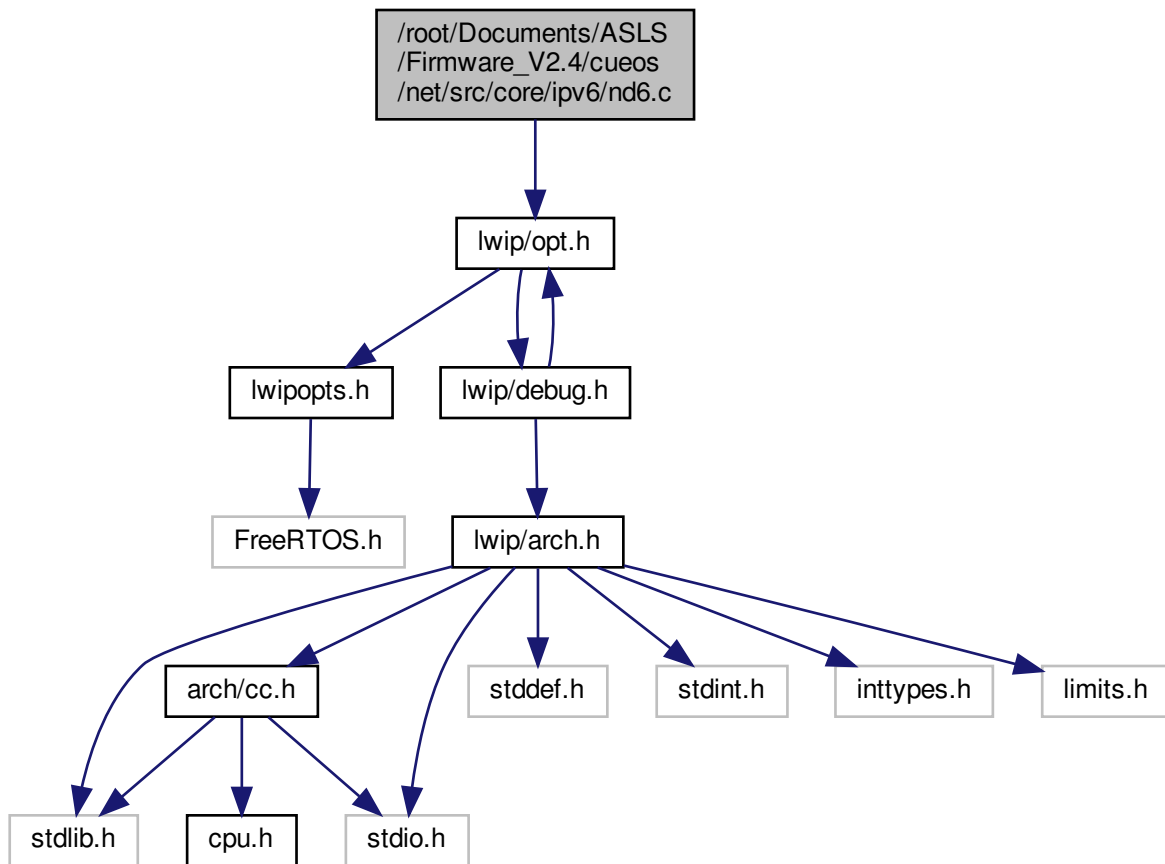 /root/Documents/ASLS
/Firmware_V2.4/cueos
/net/src/core/ipv6/nd6.c
lwip/opt.h
lwipopts.h
lwip/debug.h
FreeRTOS.h
lwip/arch.h
arch/cc.h
stddef.h
stdint.h
inttypes.h
limits.h
stdlib.h
cpu.h
stdio.h